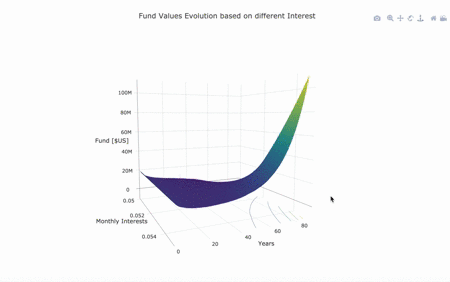 Fund Values Evolution based on different Interest
100M
80M
60M
Fund [$US]
40M
20M
0
0.05
0.052
Monthly Interests
0.054
0
20
40
60
80
Years